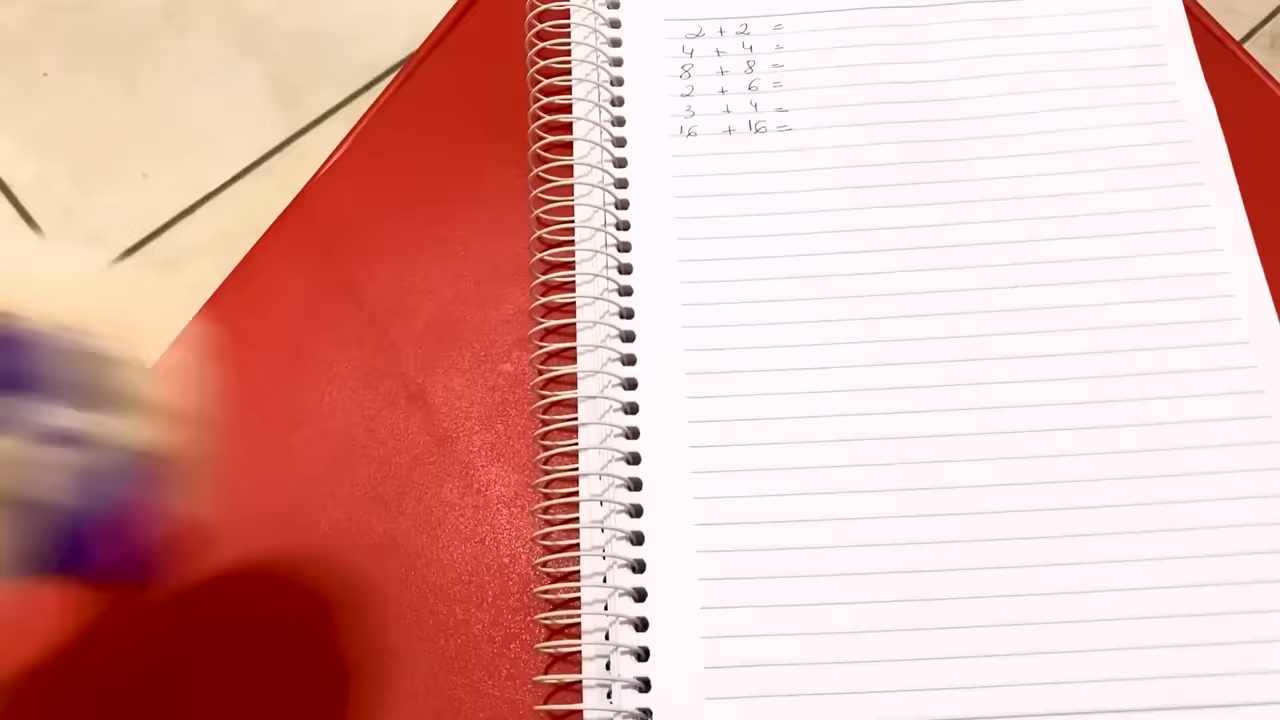 2 + 2 =
4 + 4 =
8 + 8 =
2 + 6 =
3 + 4 =
16 + 16 =